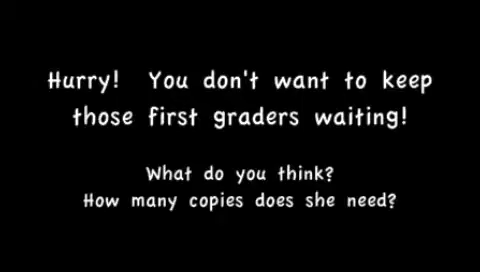 Hurry! You don't want to keep
those first graders waiting!
What do you think?
How many copies does she need?